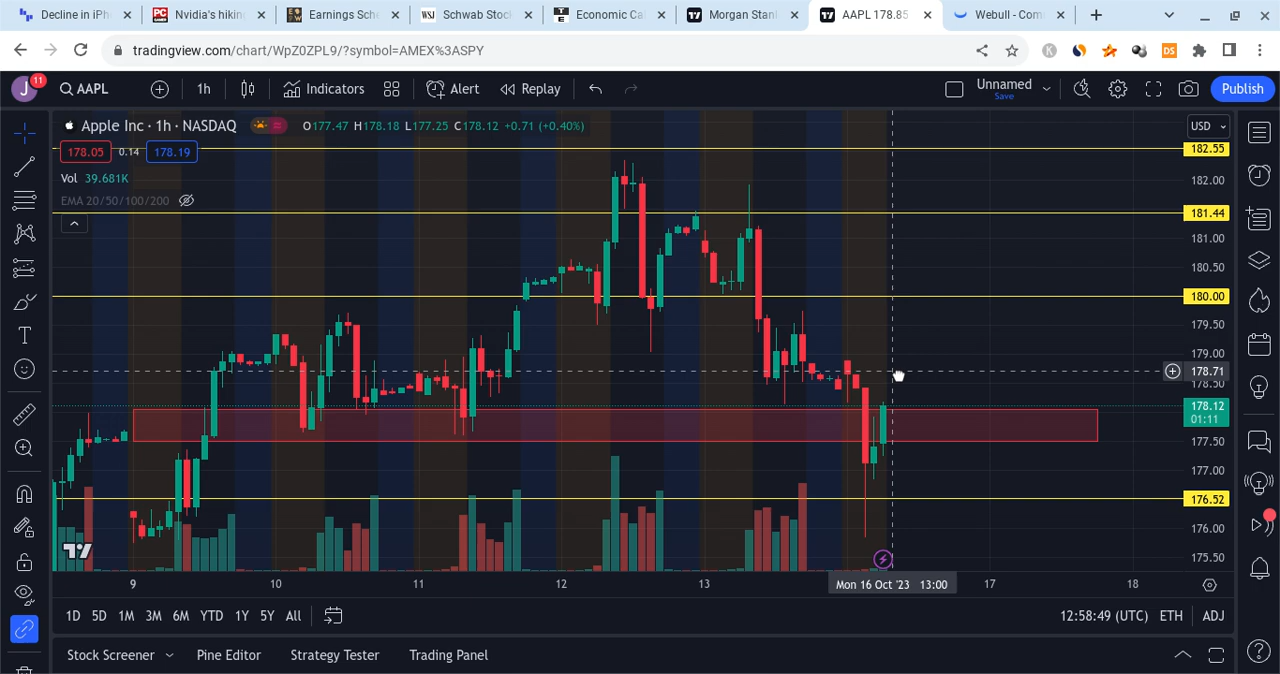 Decline in iPh
Nvidia's hikin
Earnings Sche
Schwab Stoc
Economic Ca
Morgan Stan
AAPL 178.85
Webull - Com
tradingview.com/chart/WpZ0ZPL9/?symbol=AMEX%3ASPY
J 11 AAPL 1h Indicators Alert Replay Unnamed Save Publish
Apple Inc · 1h · NASDAQ O177.47 H178.18 L177.25 C178.12 +0.71 (+0.40%)
USD
178.05 0.14 178.19
182.55
Vol 39.681K
182.00
EMA 20/50/100/200
181.44
181.00
180.50
180.00
179.50
179.00
178.71
178.50
178.12
01:11
177.50
177.00
176.52
176.00
175.50
9 10 11 12 13 Mon 16 Oct '23 13:00 17 18
1D 5D 1M 3M 6M YTD 1Y 5Y All 12:58:49 (UTC) ETH ADJ
Stock Screener Pine Editor Strategy Tester Trading Panel